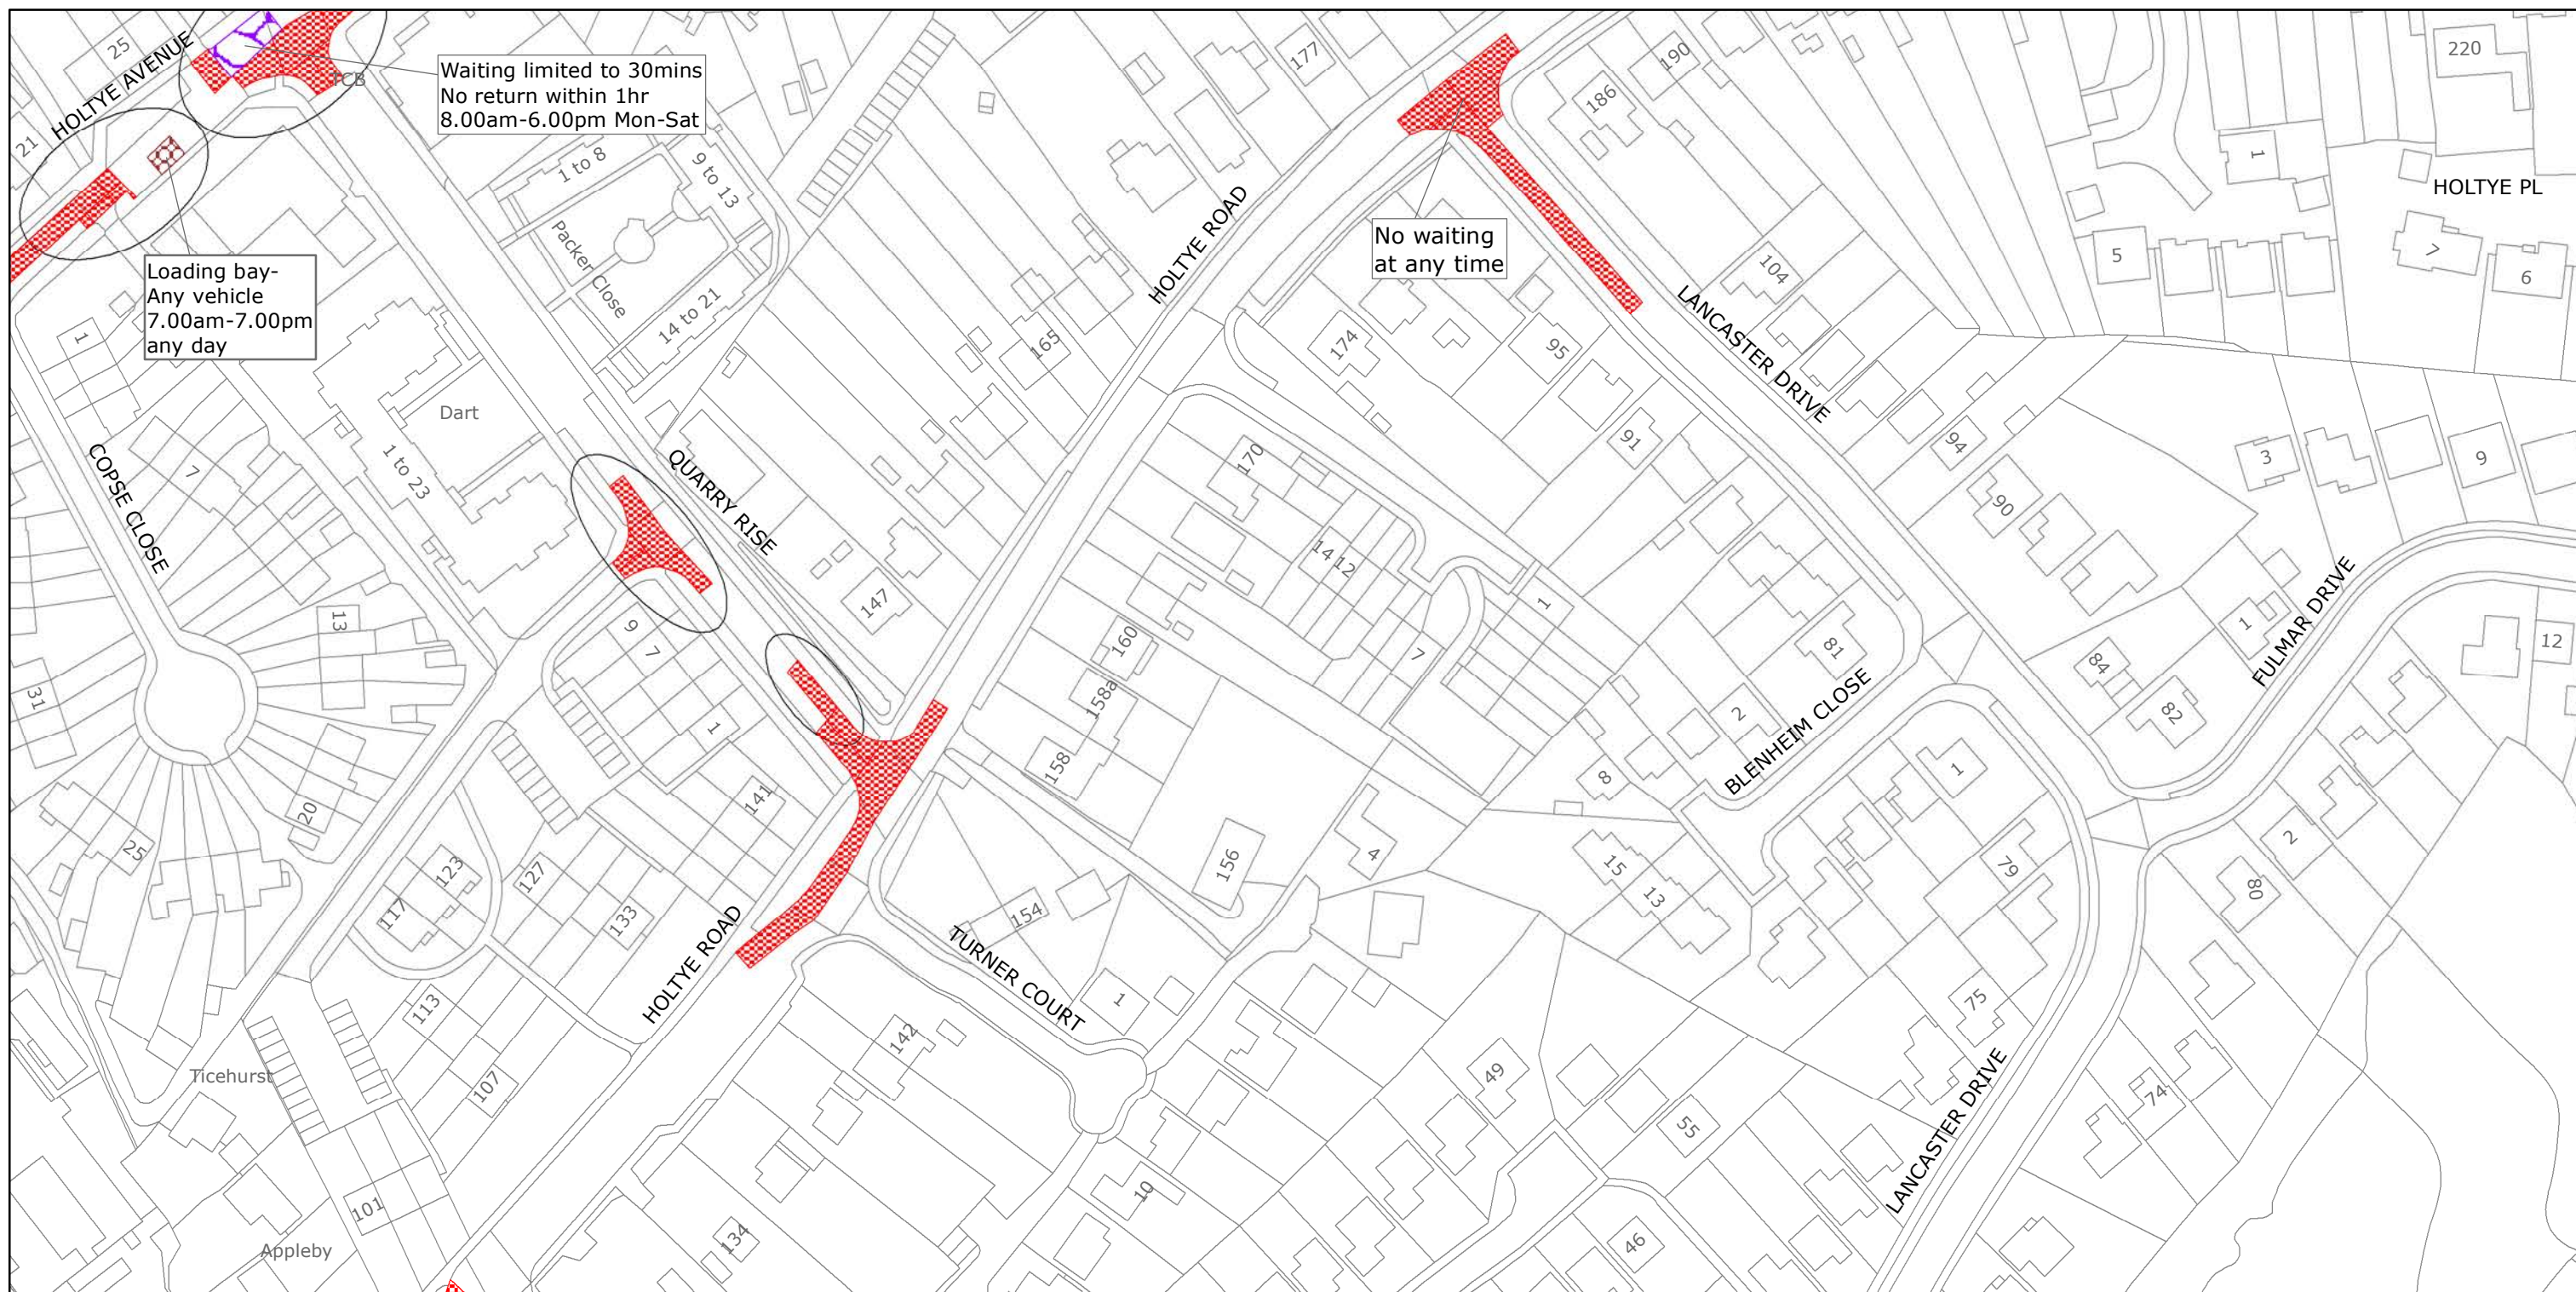 25
HOLTYE AVENUE
21
TCB
Waiting limited to 30mins
No return within 1hr
8.00am-6.00pm Mon-Sat
Loading bay-
Any vehicle
7.00am-7.00pm
any day
1 to 8
9 to 13
Packer Close
14 to 21
177
190
186
220
1
HOLTYE PL
5
7
6
HOLTYE ROAD
No waiting
at any time
104
LANCASTER DRIVE
174
95
165
1
Dart
1 to 23
7
COPSE CLOSE
QUARRY RISE
170
91
94
90
3
9
14
12
147
13
9
7
1
160
7
1
81
FULMAR DRIVE
1
12
84
82
31
158a
158
2
BLENHEIM CLOSE
1
8
141
20
25
123
127
117
133
156
4
15
13
79
2
80
154
HOLTYE ROAD
TURNER COURT
1
75
113
142
107
Ticehurst
49
55
LANCASTER DRIVE
74
101
10
134
46
Appleby